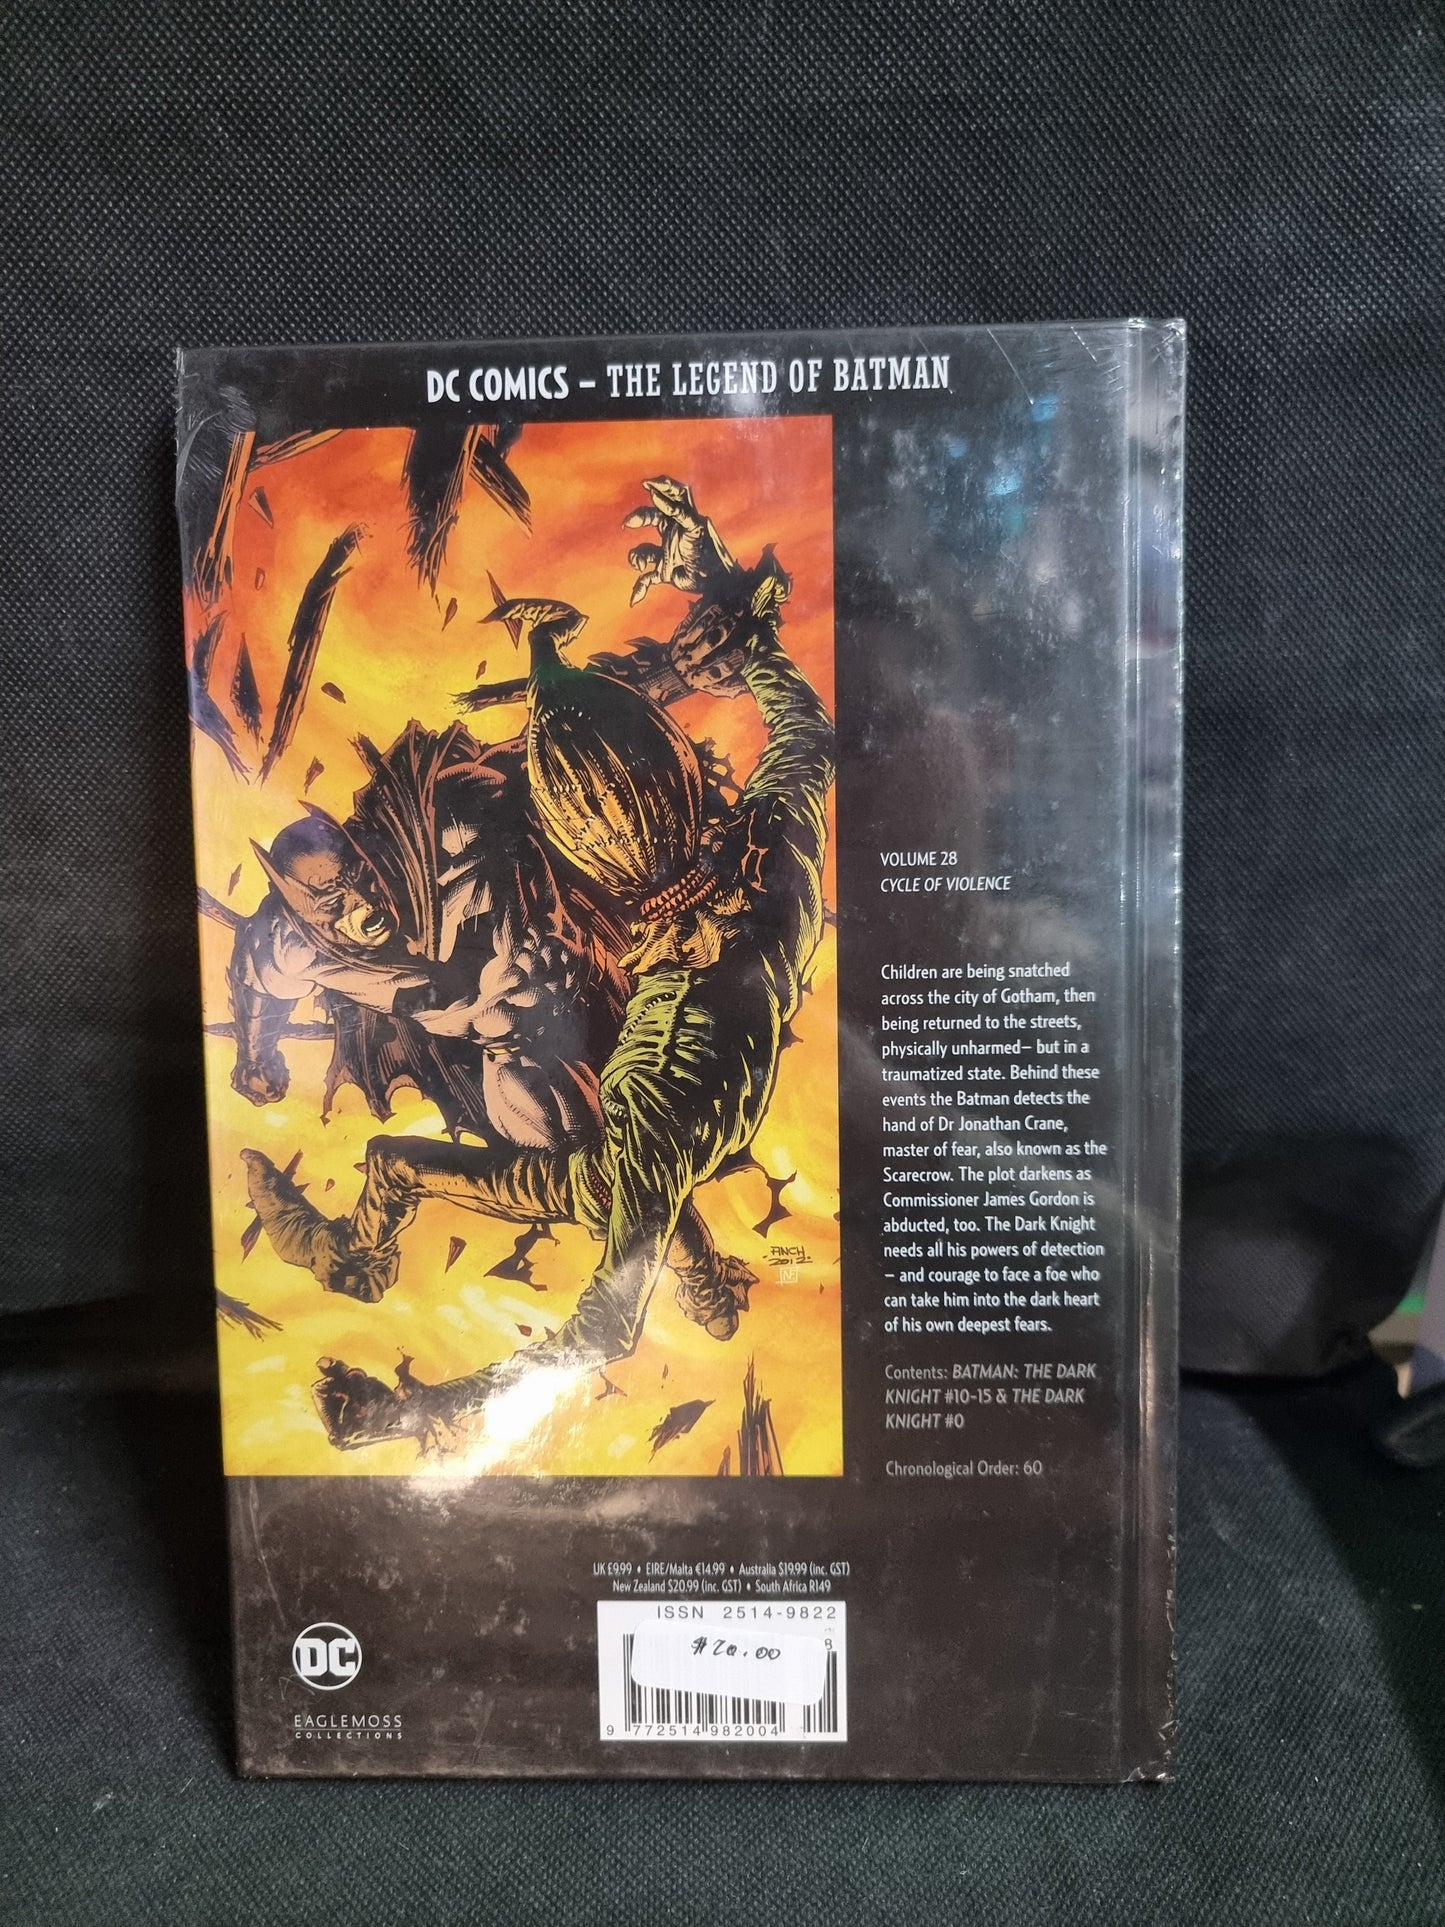 DC COMICS – THE LEGEND OF BATMAN
FINCH
2012
VOLUME 28
CYCLE OF VIOLENCE
Children are being snatched
across the city of Gotham, then
being returned to the streets,
physically unharmed– but in a
traumatized state. Behind these
events the Batman detects the
hand of Dr Jonathan Crane,
master of fear, also known as the
Scarecrow. The plot darkens as
Commissioner James Gordon is
abducted, too. The Dark Knight
needs all his powers of detection
– and courage to face a foe who
can take him into the dark heart
of his own deepest fears.
Contents: BATMAN: THE DARK
KNIGHT #10-15 & THE DARK
KNIGHT #0
Chronological Order: 60
UK £9.99 • EIRE/Malta €14.99 • Australia $19.99 (inc. GST)
New Zealand $20.99 (inc. GST) • South Africa R149
ISSN 2514-9822
8
$20.00
9 772514 982004
DC
EAGLEMOSS
COLLECTIONS